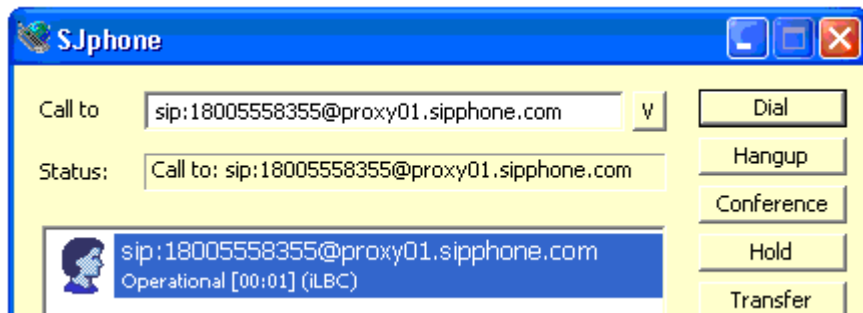 SJphone
Call to sip:18005558355@proxy01.sipphone.com V Dial
Status: Call to: sip:18005558355@proxy01.sipphone.com Hangup
Conference
sip:18005558355@proxy01.sipphone.com Hold
Operational [00:01] (iLBC)
Transfer